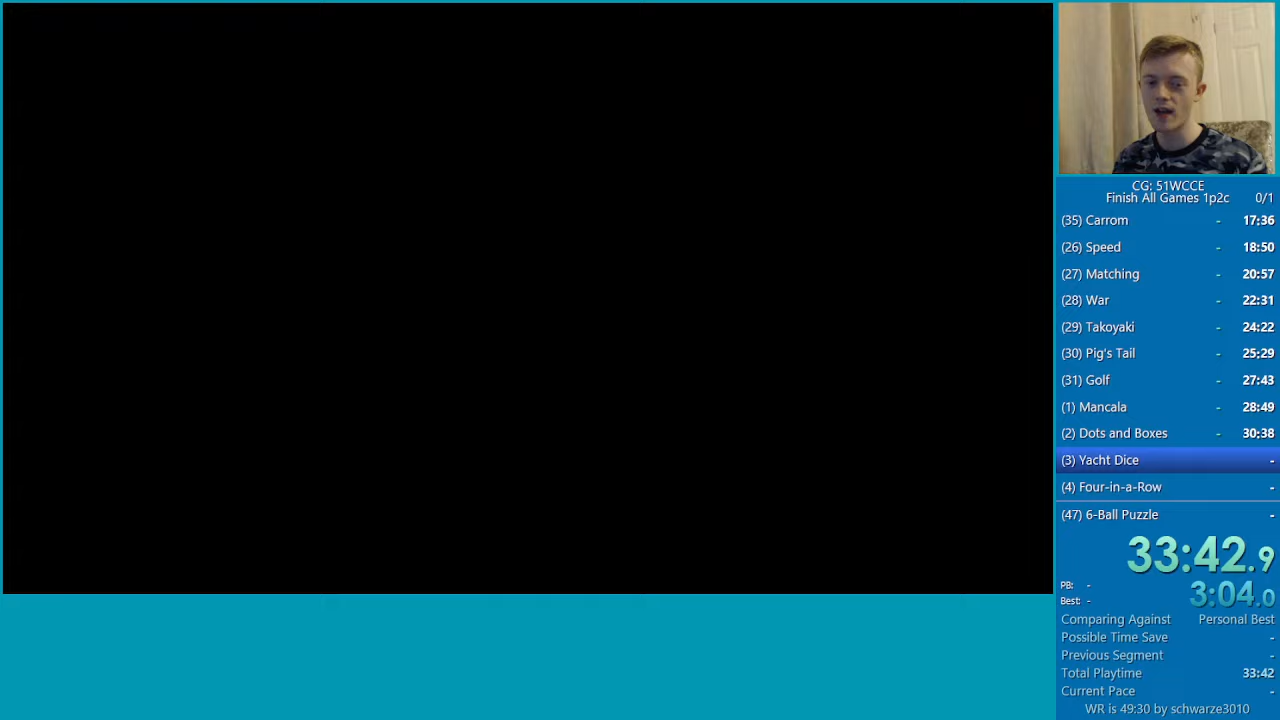 CG: 51WCCE
Finish All Games 1p2c 0/1
(35) Carrom - 17:36
(26) Speed - 18:50
(27) Matching - 20:57
(28) War - 22:31
(29) Takoyaki - 24:22
(30) Pig's Tail - 25:29
(31) Golf - 27:43
(1) Mancala - 28:49
(2) Dots and Boxes - 30:38
(3) Yacht Dice -
(4) Four-in-a-Row -
(47) 6-Ball Puzzle -
33:42.9
PB: -
3:04.0
Best: -
Comparing Against Personal Best
Possible Time Save -
Previous Segment -
Total Playtime 33:42
Current Pace -
WR is 49:30 by schwarze3010